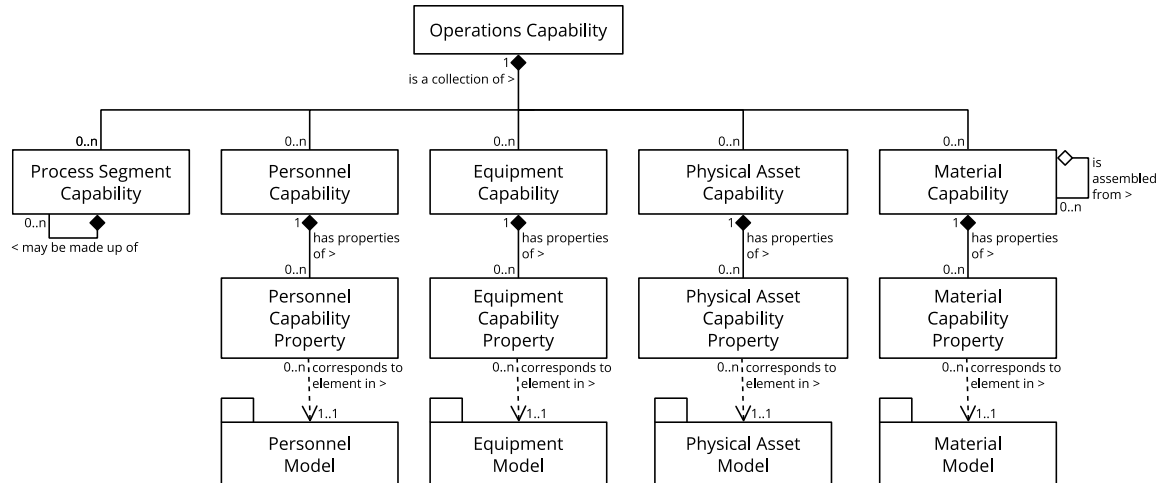 Operations Capability
1
is a collection of >
0..n
0..n
0..n
0..n
0..n
Process Segment
Capability
Personnel
Capability
Equipment
Capability
Physical Asset
Capability
Material
Capability
is
assembled
from >
0..n
0..n
< may be made up of
1
has properties
of >
0..n
1
has properties
of >
0..n
1
has properties
of >
0..n
1
has properties
of >
0..n
Personnel
Capability
Property
Equipment
Capability
Property
Physical Asset
Capability
Property
Material
Capability
Property
0..n corresponds to
element in >
1..1
0..n corresponds to
element in >
1..1
0..n corresponds to
element in >
1..1
0..n corresponds to
element in >
1..1
Personnel
Model
Equipment
Model
Physical Asset
Model
Material
Model